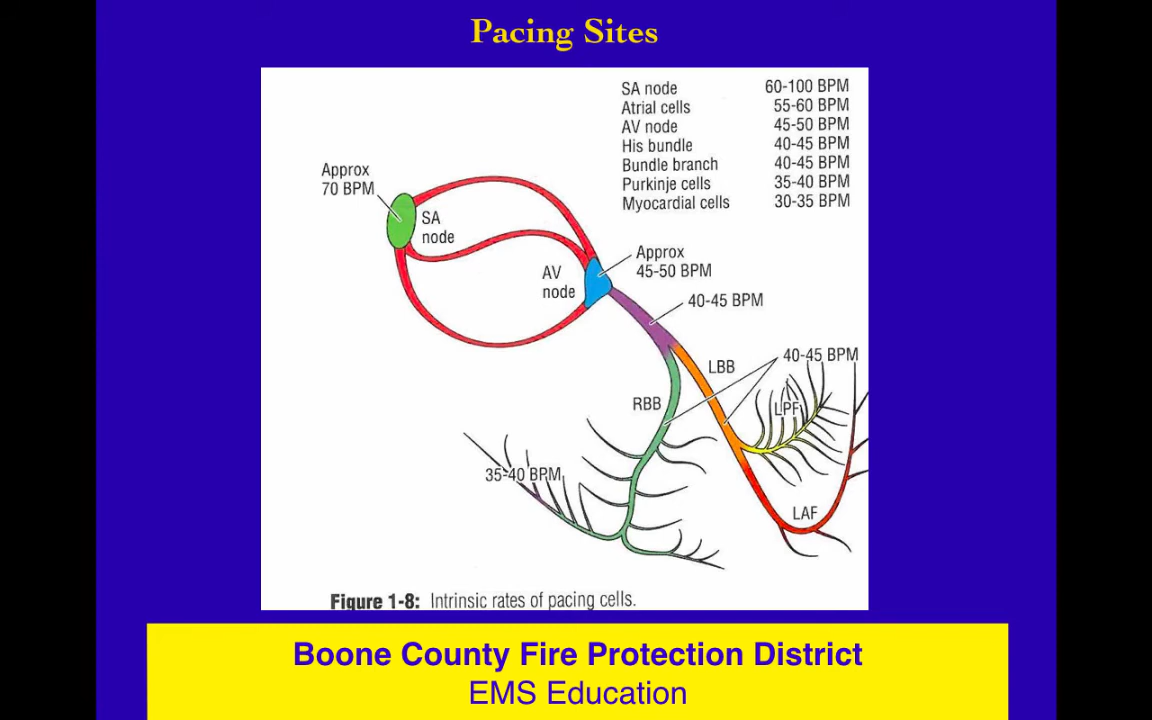 Pacing Sites
SA node 60-100 BPM
Atrial cells 55-60 BPM
AV node 45-50 BPM
His bundle 40-45 BPM
Bundle branch 40-45 BPM
Purkinje cells 35-40 BPM
Myocardial cells 30-35 BPM
Approx
70 BPM
SA
node
Approx
45-50 BPM
AV
node
40-45 BPM
40-45 BPM
LBB
RBB
LPF
35-40 BPM
LAF
Figure 1-8: Intrinsic rates of pacing cells.
Boone County Fire Protection District
EMS Education